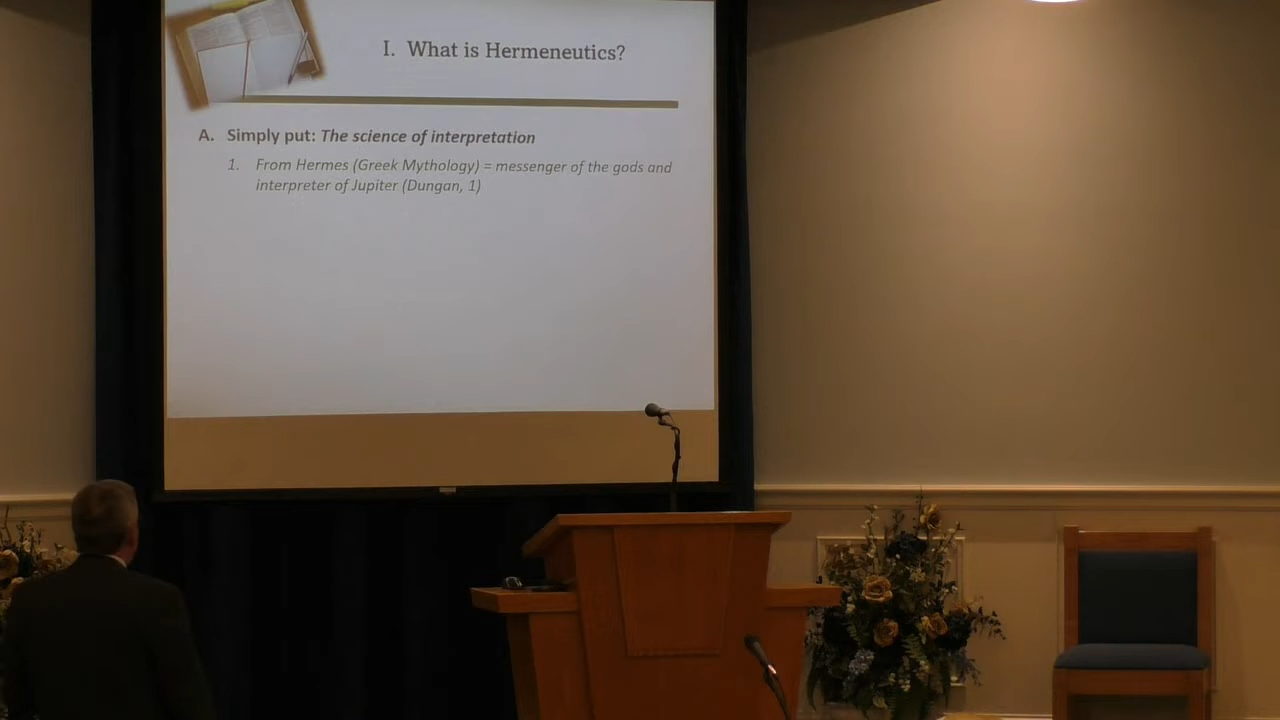 I. What is Hermeneutics?
A. Simply put: The science of interpretation
1. From Hermes (Greek Mythology) = messenger of the gods and
interpreter of Jupiter (Dungan, 1)